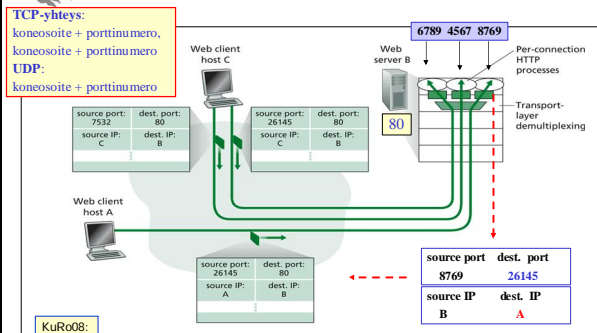 TCP-yhteys:
koneosoite + porttinumero,
koneosoite + porttinumero
UDP:
koneosoite + porttinumero
Web client
host C
Web
server B
6789 4567 8769
Per-connection
HTTP
processes
Transport-
layer
demultiplexing
80
source port:
7532
dest. port:
80
source IP:
C
dest. IP:
B
source port:
26145
dest. port:
80
source IP:
C
dest. IP:
B
Web client
host A
source port:
26145
dest. port:
80
source IP:
A
dest. IP:
B
source port dest. port
8769 26145
source IP dest. IP
B A
KuRo08: